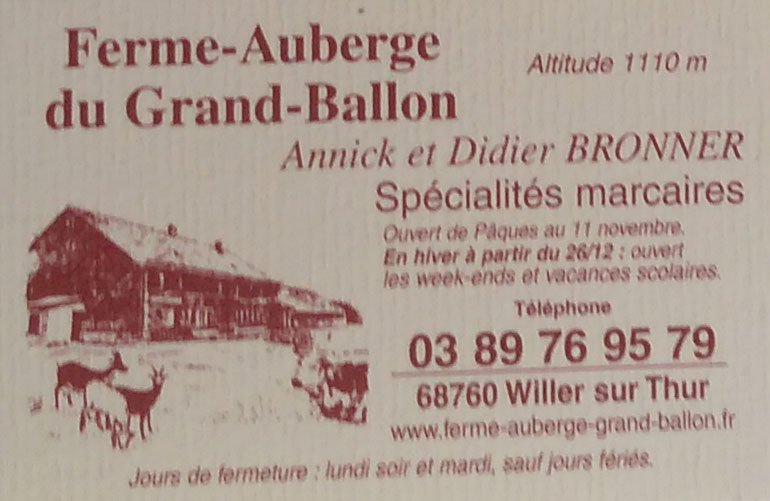 Ferme-Auberge
du Grand-Ballon
Altitude 1110 m
Annick et Didier BRONNER
Spécialités marcaires
Ouvert de Pâques au 11 novembre.
En hiver à partir du 26/12 : ouvert
les week-ends et vacances scolaires.
Téléphone
03 89 76 95 79
68760 Willer sur Thur
www.ferme-auberge-grand-ballon.fr
Jours de fermeture : lundi soir et mardi, sauf jours fériés.